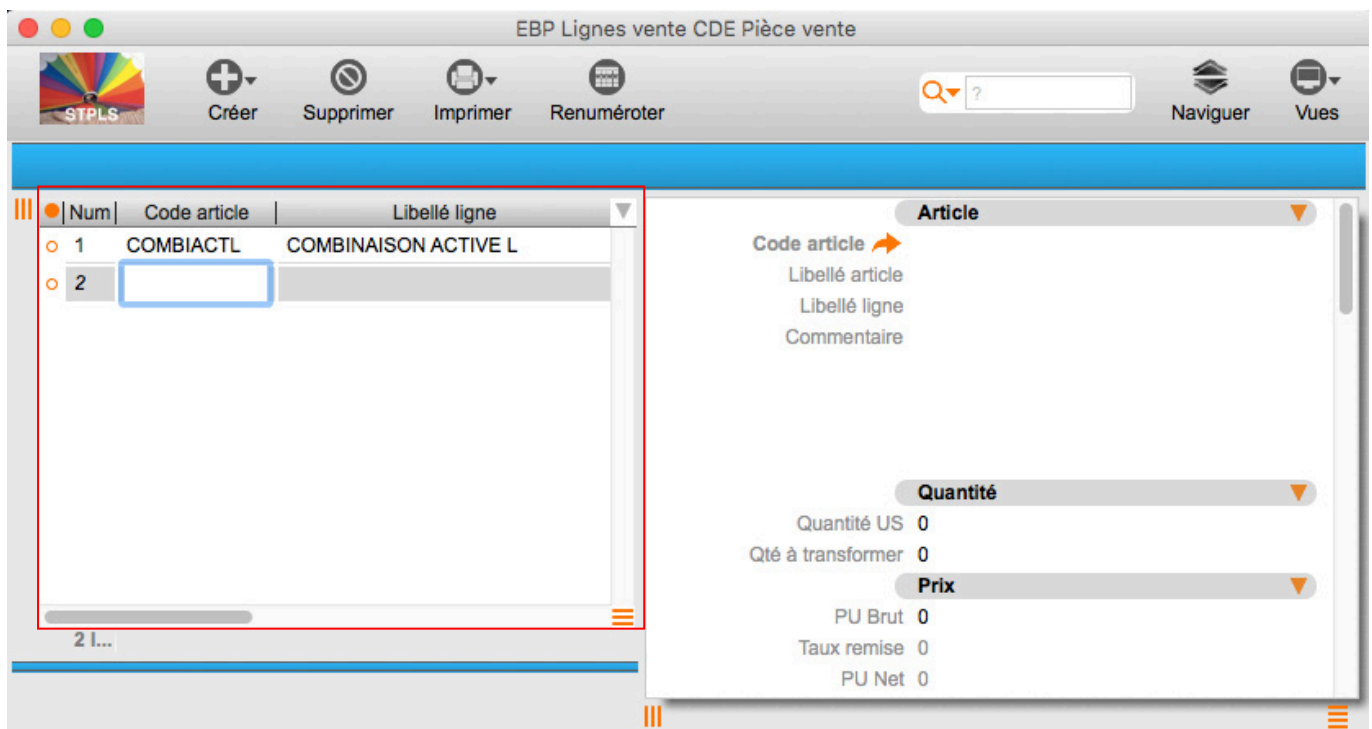 EBP Lignes vente CDE Pièce vente
STPLS
Créer Supprimer Imprimer Renuméroter ? Naviguer Vues
Num Code article Libellé ligne
1 COMBIACTL COMBINAISON ACTIVE L
2
2 l...
Article
Code article
Libellé article
Libellé ligne
Commentaire
Quantité
Quantité US 0
Qté à transformer 0
Prix
PU Brut 0
Taux remise 0
PU Net 0